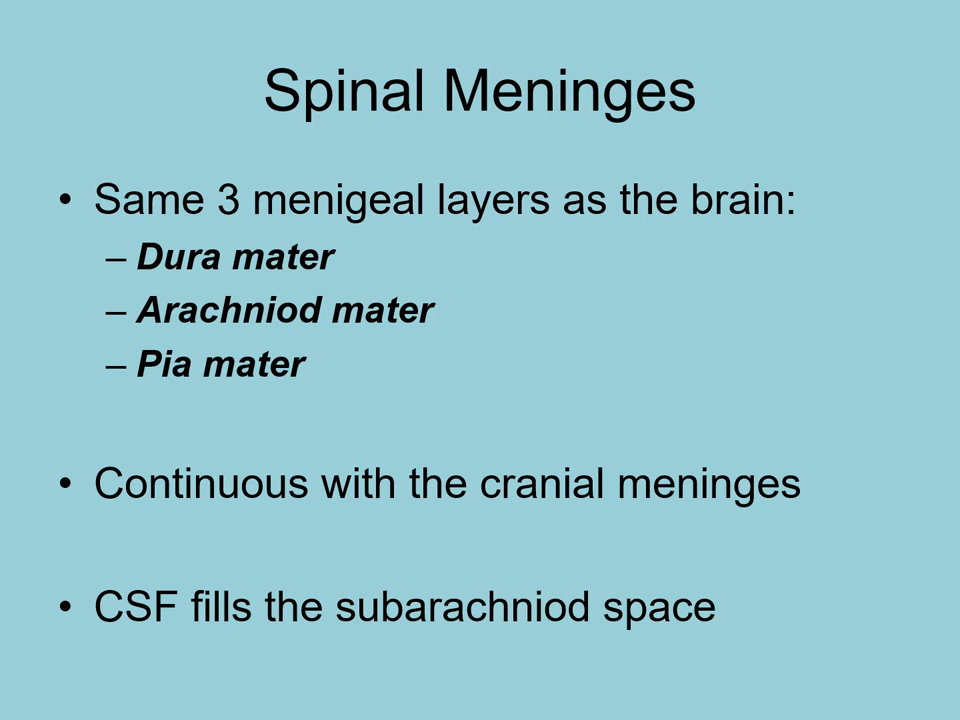 Spinal Meninges
• Same 3 menigeal layers as the brain:
– Dura mater
– Arachniod mater
– Pia mater
• Continuous with the cranial meninges
• CSF fills the subarachniod space